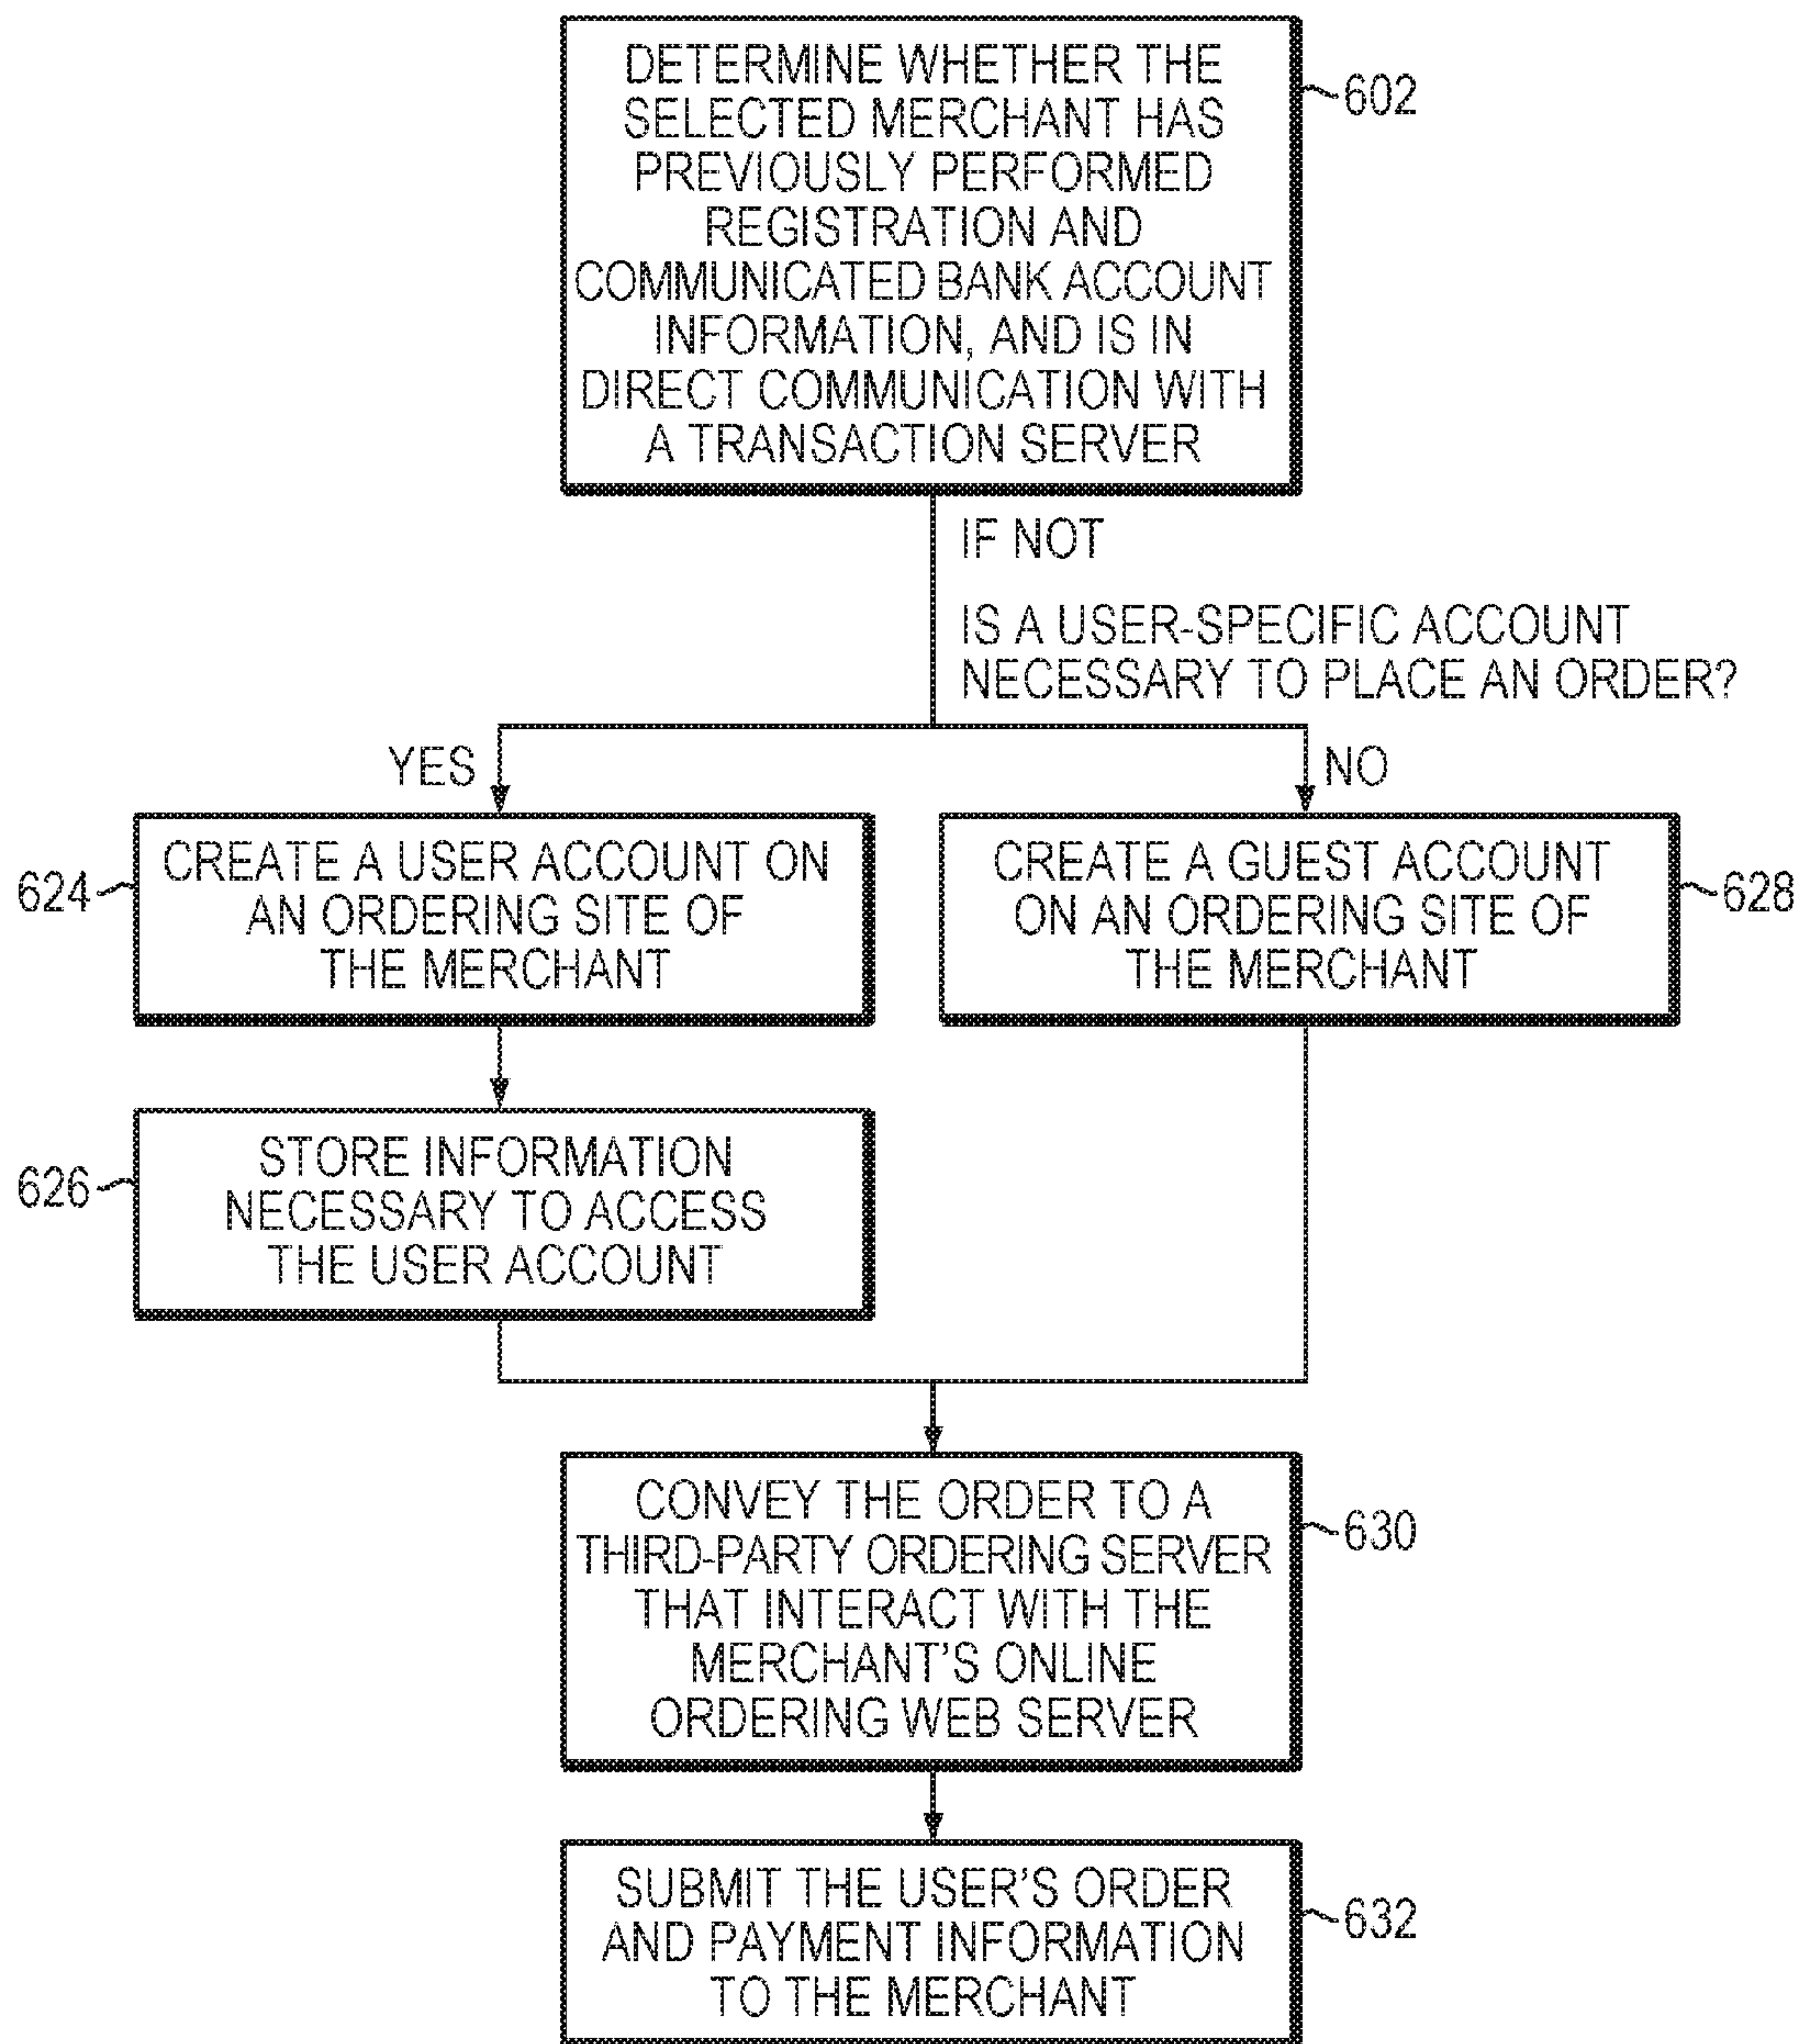 DETERMINE WHETHER THE
SELECTED MERCHANT HAS
PREVIOUSLY PERFORMED
REGISTRATION AND
COMMUNICATED BANK ACCOUNT
INFORMATION, AND IS IN
DIRECT COMMUNICATION WITH
A TRANSACTION SERVER
602
IF NOT
IS A USER-SPECIFIC ACCOUNT
NECESSARY TO PLACE AN ORDER?
YES
NO
624
CREATE A USER ACCOUNT ON
AN ORDERING SITE OF
THE MERCHANT
CREATE A GUEST ACCOUNT
ON AN ORDERING SITE OF
THE MERCHANT
628
626
STORE INFORMATION
NECESSARY TO ACCESS
THE USER ACCOUNT
CONVEY THE ORDER TO A
THIRD-PARTY ORDERING SERVER
THAT INTERACT WITH THE
MERCHANT'S ONLINE
ORDERING WEB SERVER
630
SUBMIT THE USER'S ORDER
AND PAYMENT INFORMATION
TO THE MERCHANT
632